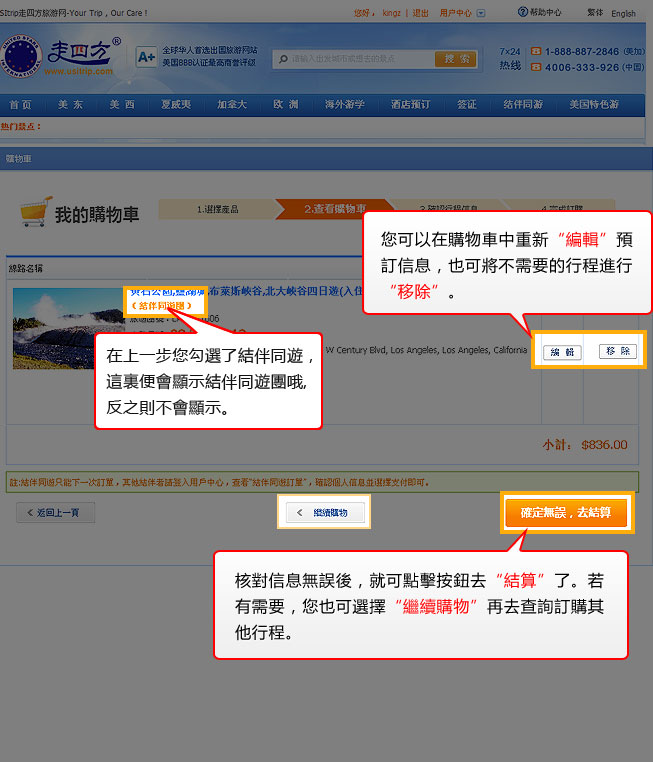 SItrip走四方旅游网-Your Trip, Our Care !
您好， kingz | 退出 用户中心
帮助中心 繁体 English
UNITED STATES
INTERNATIONAL
走四方®
www.usitrip.com
A+
全球华人首选出国旅游网站
美国BBB认证最高商誉评级
请输入出发城市或想去的景点
搜 索
7×24
热线
1-888-887-2846 (美加)
4006-333-926 (中国)
首 页 美 东 美 西 夏威夷 加拿大 欧 洲 海外游学 酒店预订 签证 结伴同游 美国特色游
热门景点：
購物車
我的購物車
1.選擇產品 2.查看購物車
您可以在購物車中重新“編輯”預
訂信息，也可將不需要的行程進行
“移除”。
線路名稱
黃石公園,鹽湖城,布萊斯峽谷,北大峽谷四日遊(入住
《 結伴同遊團 》
在上一步您勾選了結伴同遊，
這裏便會顯示結伴同遊團哦,
反之則不會顯示。
W Century Blvd, Los Angeles, Los Angeles, California
編 輯
移 除
小計： $836.00
註:結伴同遊只能下一次訂單，其他結伴者請登入用戶中心，查看"結伴同遊訂單"，確認個人信息並選擇支付即可。
< 返回上一頁
< 繼續購物
確定無誤，去結算
核對信息無誤後，就可點擊按鈕去“結算”了。若
有需要，您也可選擇“繼續購物”再去查詢訂購其
他行程。